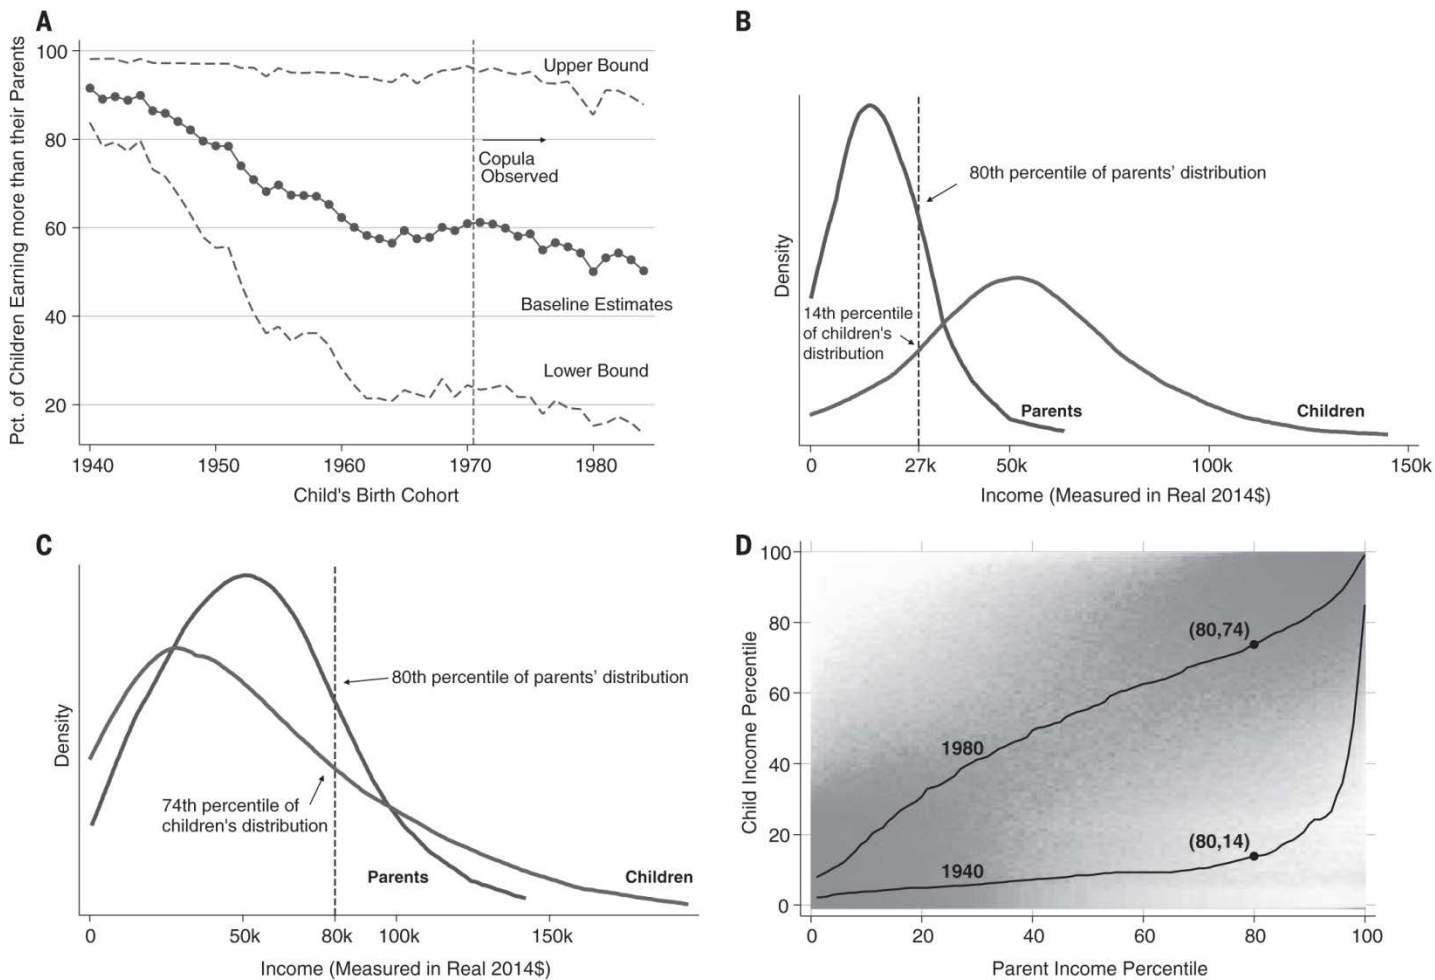 A
Pct. of Children Earning more than their Parents
100
80
60
40
20
Upper Bound
Copula
Observed
Baseline Estimates
Lower Bound
1940
1950
1960
1970
1980
Child's Birth Cohort
B
Density
80th percentile of parents' distribution
14th percentile
of children's
distribution
Parents
Children
0
27k
50k
100k
150k
Income (Measured in Real 2014$)
C
Density
80th percentile of parents' distribution
74th percentile of
children's distribution
Parents
Children
0
50k
80k
100k
150k
Income (Measured in Real 2014$)
D
Child Income Percentile
100
80
60
40
20
0
(80,74)
1980
(80,14)
1940
0
20
40
60
80
100
Parent Income Percentile